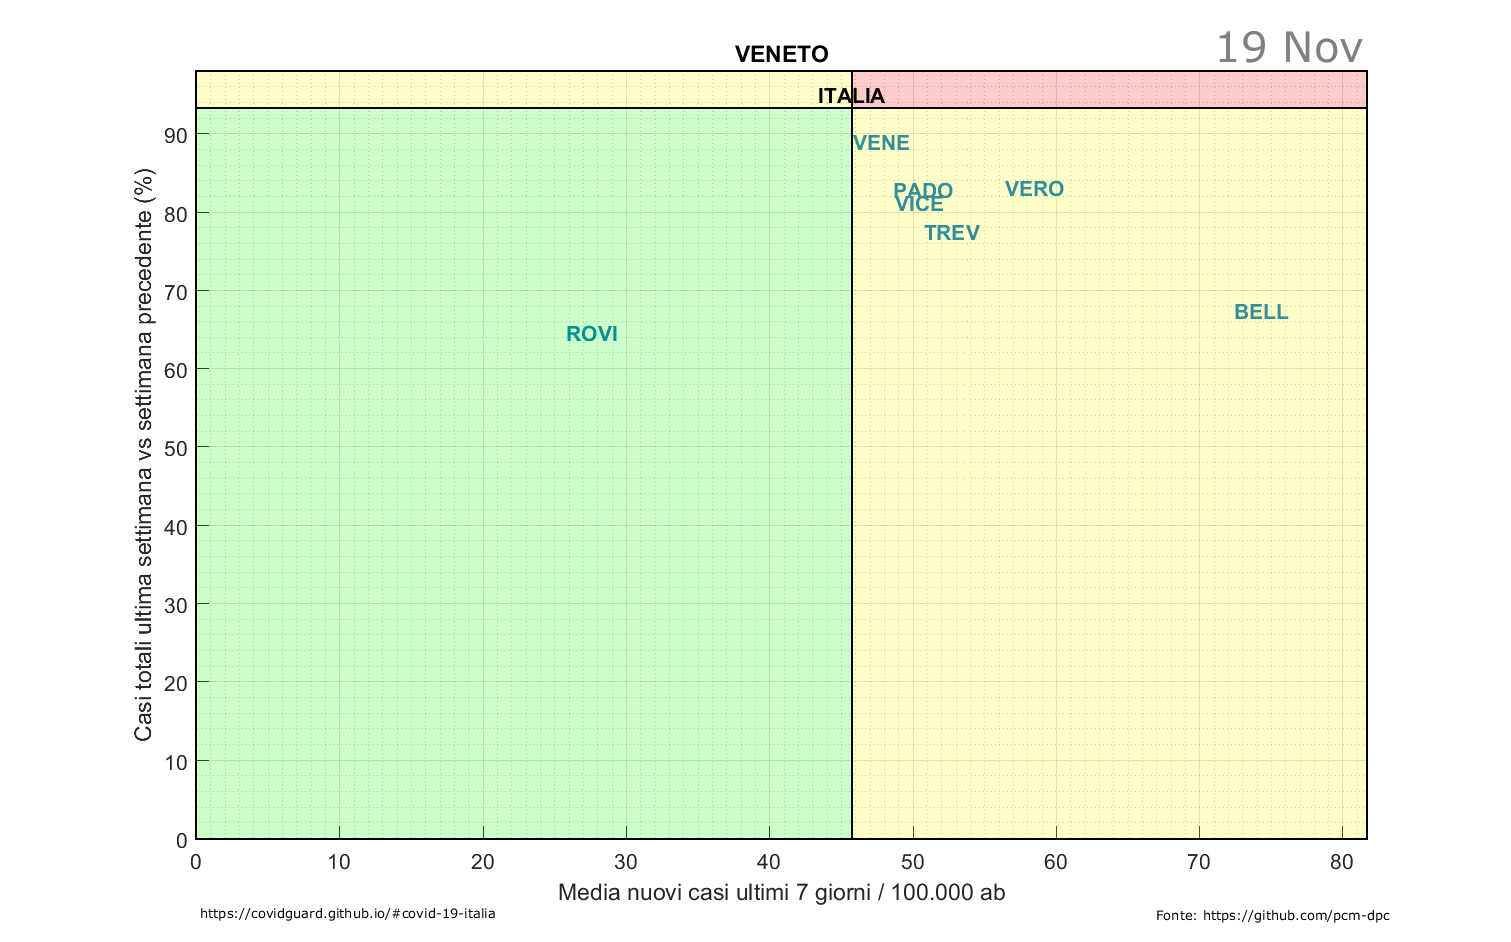 19 Nov
VENETO
ITALIA
VENE
PADO
VERO
VICE
TREV
BELL
ROVI
Casi totali ultima settimana vs settimana precedente (%)
90
80
70
60
50
40
30
20
10
0
0 10 20 30 40 50 60 70 80
Media nuovi casi ultimi 7 giorni / 100.000 ab
https://covidguard.github.io/#covid-19-italia
Fonte: https://github.com/pcm-dpc